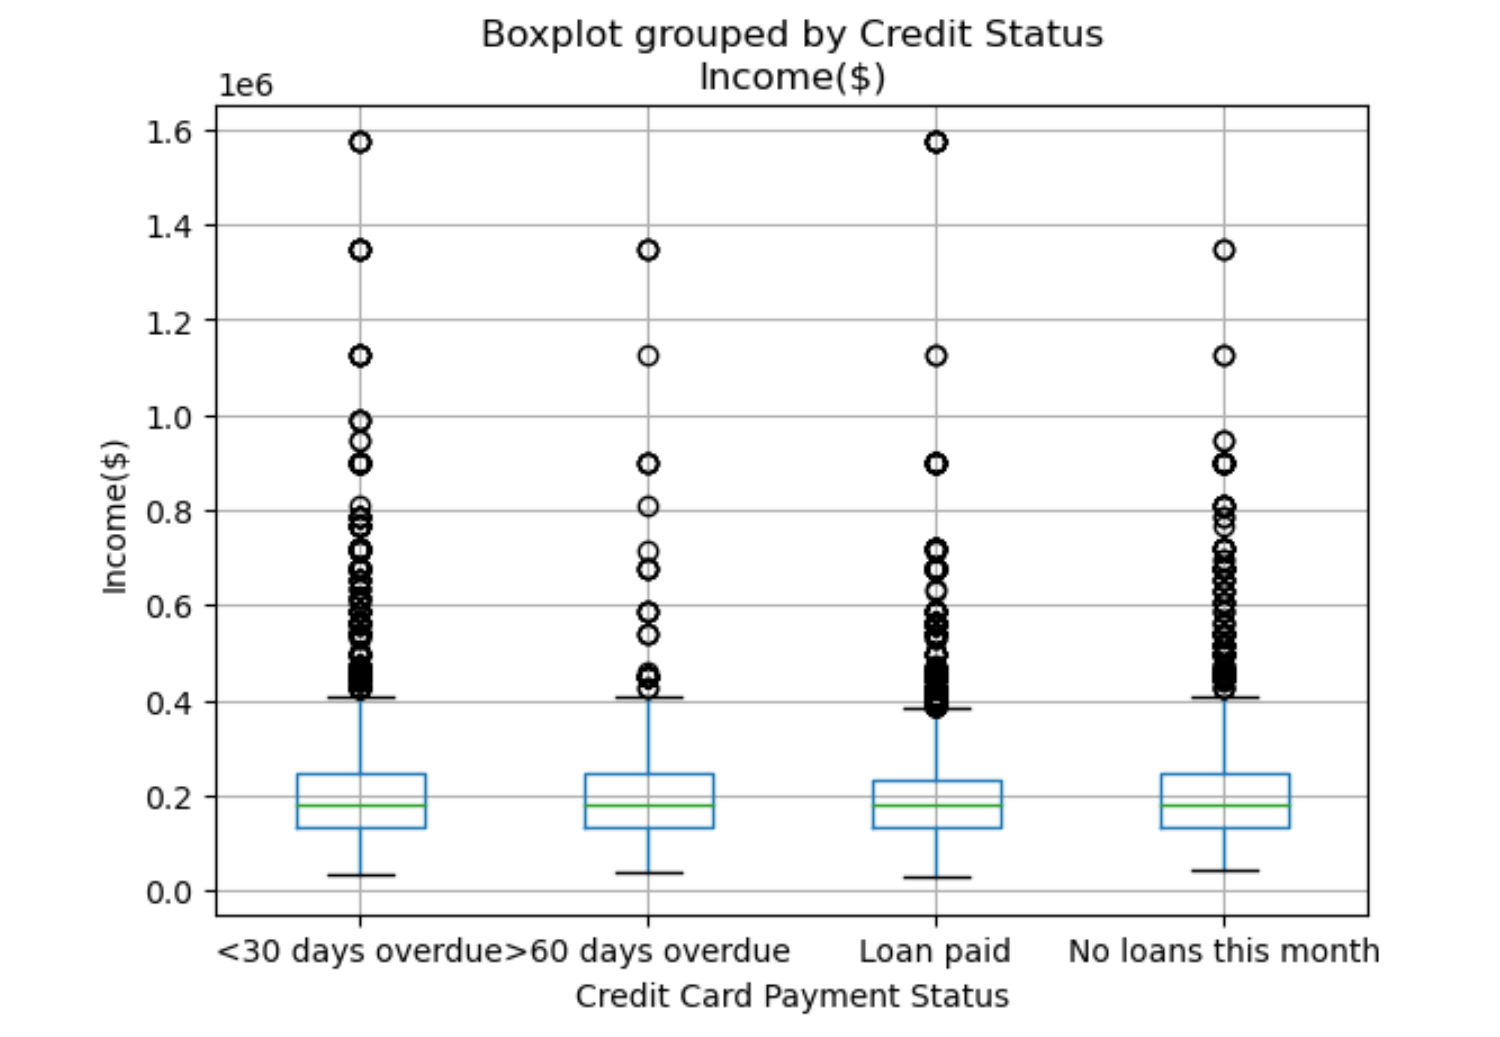 Boxplot grouped by Credit Status
Income($)
1e6
1.6
1.4
1.2
1.0
0.8
0.6
0.4
0.2
0.0
Income($)
<30 days overdue>60 days overdue Loan paid No loans this month
Credit Card Payment Status